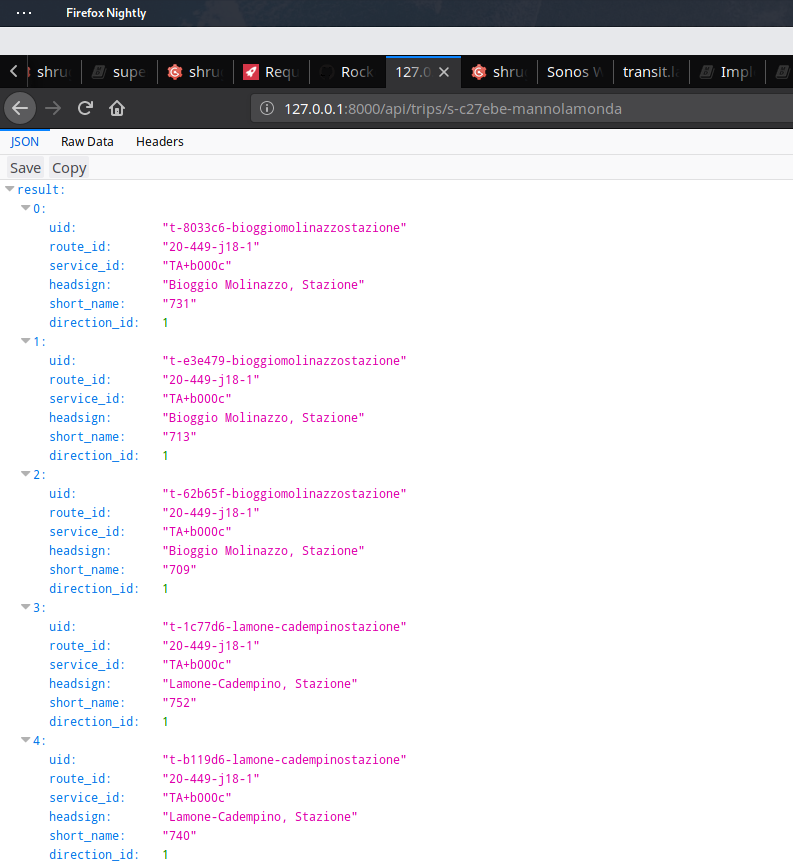 ··· Firefox Nightly
shru supe shru Requ Rock 127.0 shru Sonos W transit.la Impl
127.0.0.1:8000/api/trips/s-c27ebe-mannolamonda
JSON Raw Data Headers
Save Copy
result:
0:
uid: "t-8033c6-bioggiomolinazzostazione"
route_id: "20-449-j18-1"
service_id: "TA+b000c"
headsign: "Bioggio Molinazzo, Stazione"
short_name: "731"
direction_id: 1
1:
uid: "t-e3e479-bioggiomolinazzostazione"
route_id: "20-449-j18-1"
service_id: "TA+b000c"
headsign: "Bioggio Molinazzo, Stazione"
short_name: "713"
direction_id: 1
2:
uid: "t-62b65f-bioggiomolinazzostazione"
route_id: "20-449-j18-1"
service_id: "TA+b000c"
headsign: "Bioggio Molinazzo, Stazione"
short_name: "709"
direction_id: 1
3:
uid: "t-1c77d6-lamone-cadempinostazione"
route_id: "20-449-j18-1"
service_id: "TA+b000c"
headsign: "Lamone-Cadempino, Stazione"
short_name: "752"
direction_id: 1
4:
uid: "t-b119d6-lamone-cadempinostazione"
route_id: "20-449-j18-1"
service_id: "TA+b000c"
headsign: "Lamone-Cadempino, Stazione"
short_name: "740"
direction_id: 1